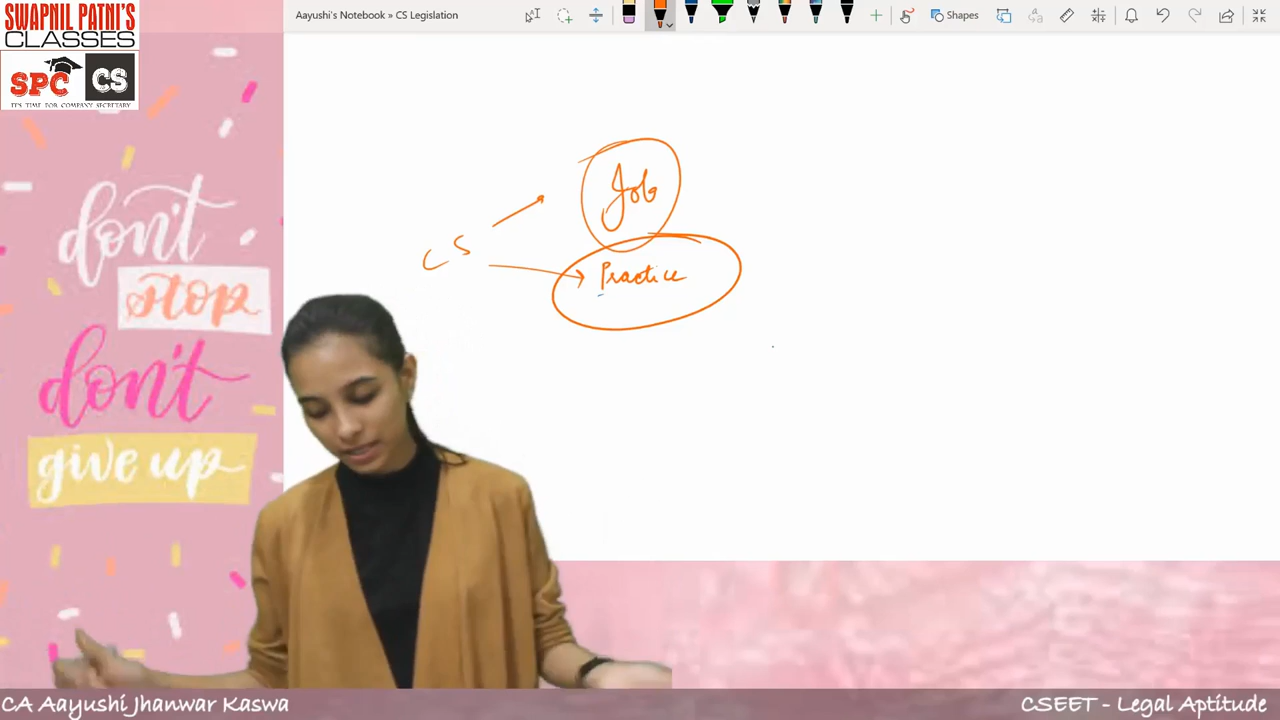 SWAPNIL PATNI'S
CLASSES
SPC CS
IT'S TIME FOR COMPANY SECRETARY
Aayushi's Notebook » CS Legislation
Shapes
don't
stop
don't
give up
Job
CS
Practice
CA Aayushi Jhanwar Kaswa
CSEET - Legal Aptitude